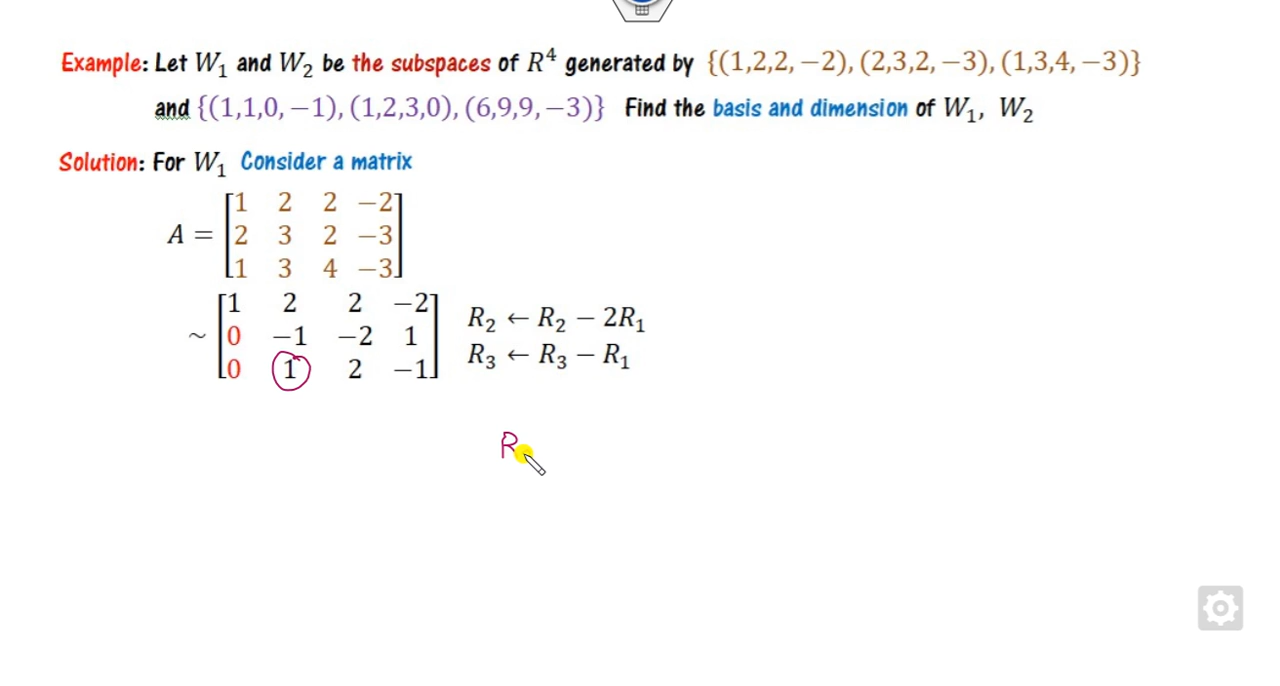 Example: Let W₁ and W₂ be the subspaces of R⁴ generated by {(1,2,2,−2), (2,3,2,−3), (1,3,4,−3)}
and {(1,1,0,−1), (1,2,3,0), (6,9,9,−3)} Find the basis and dimension of W₁, W₂
Solution: For W₁ Consider a matrix
A = [1 2 2 −2
2 3 2 −3
1 3 4 −3]
~ [1 2 2 −2
0 −1 −2 1
0 1 2 −1]
R₂ ← R₂ − 2R₁
R₃ ← R₃ − R₁
R